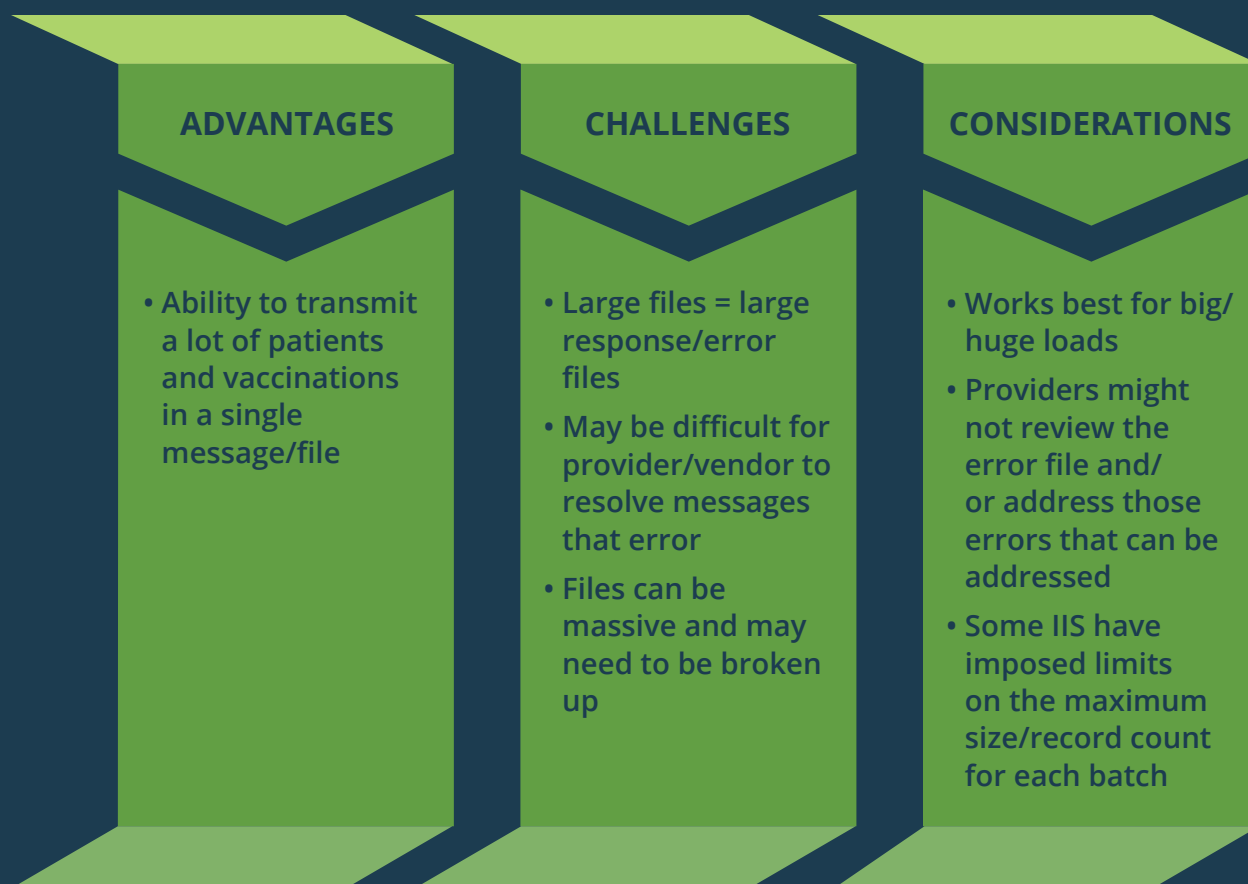 ADVANTAGES
• Ability to transmit
a lot of patients
and vaccinations
in a single
message/file
CHALLENGES
• Large files = large
response/error
files
• May be difficult for
provider/vendor to
resolve messages
that error
• Files can be
massive and may
need to be broken
up
CONSIDERATIONS
• Works best for big/
huge loads
• Providers might
not review the
error file and/
or address those
errors that can be
addressed
• Some IIS have
imposed limits
on the maximum
size/record count
for each batch